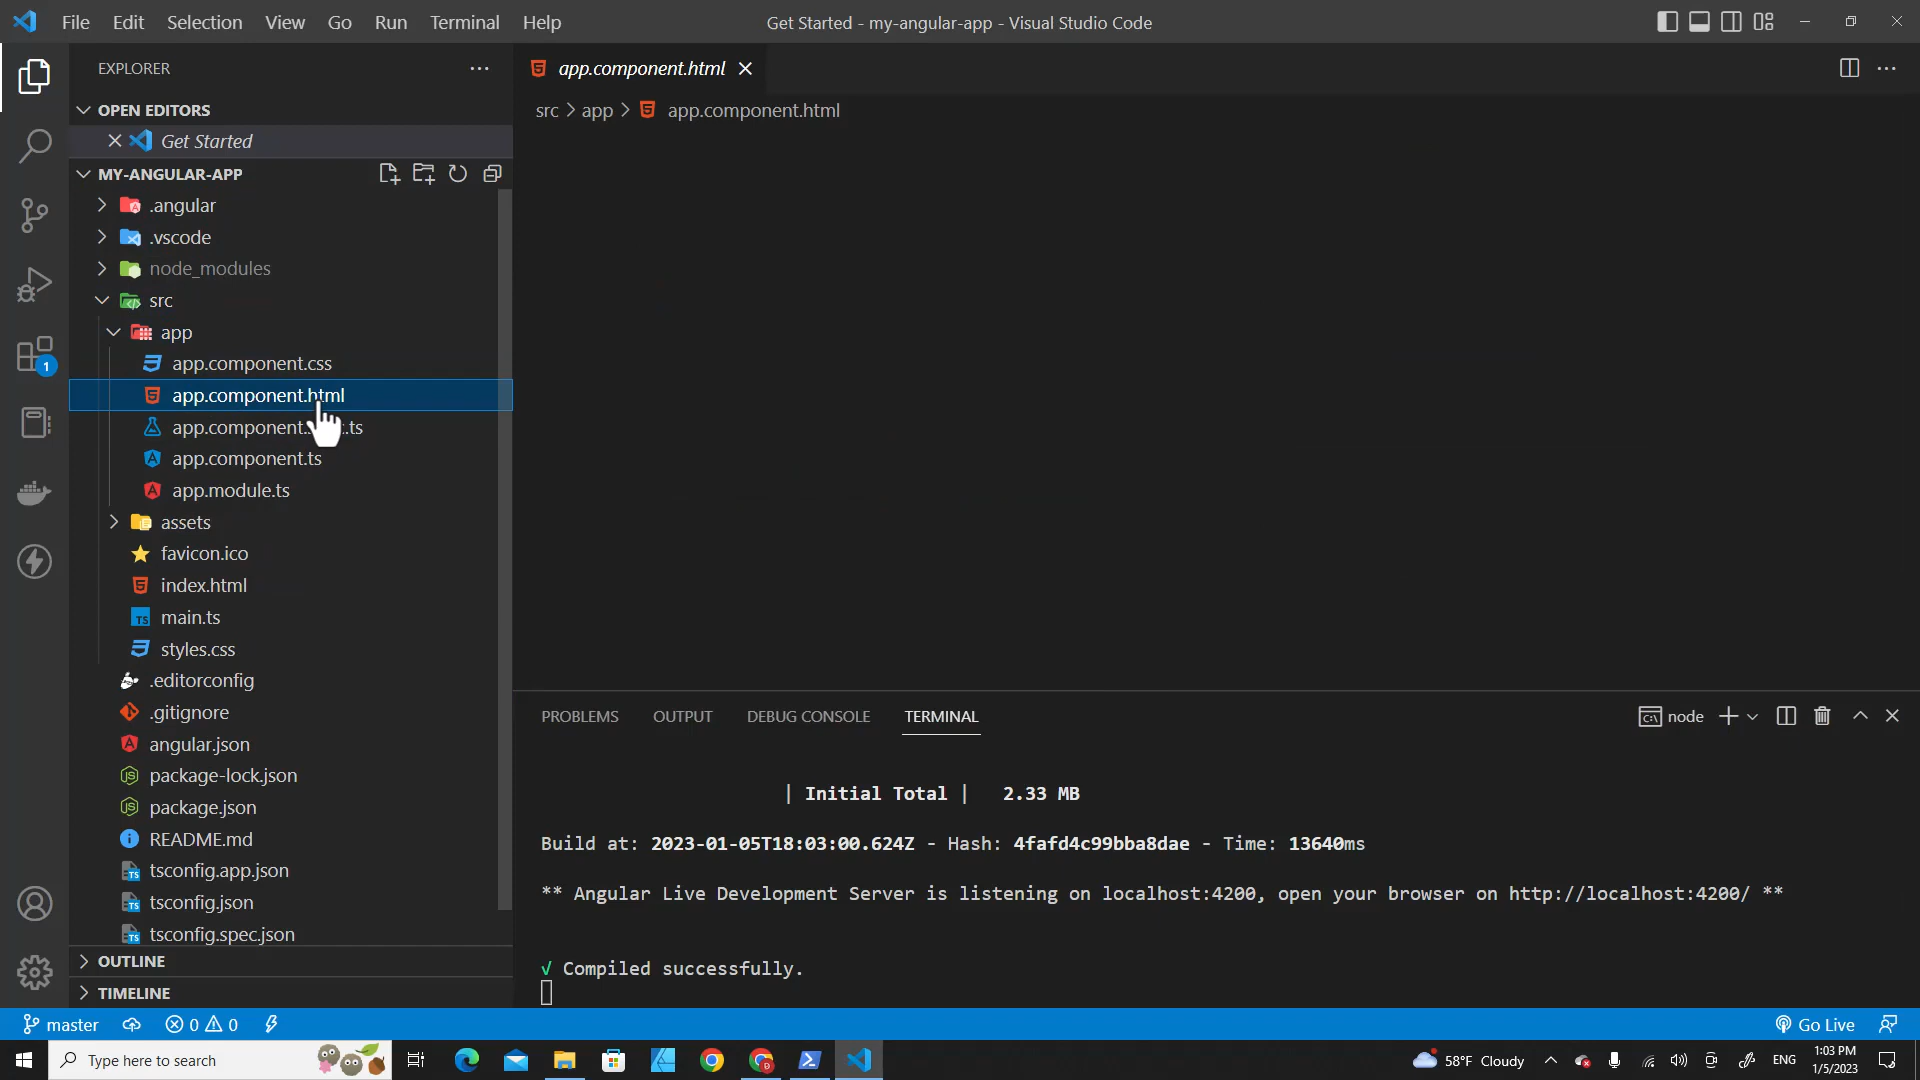 File Edit Selection View Go Run Terminal Help
Get Started - my-angular-app - Visual Studio Code
EXPLORER
OPEN EDITORS
Get Started
MY-ANGULAR-APP
.angular
.vscode
node_modules
src
app
app.component.css
app.component.html
app.component. .ts
app.component.ts
app.module.ts
assets
favicon.ico
index.html
main.ts
styles.css
.editorconfig
.gitignore
angular.json
package-lock.json
package.json
README.md
tsconfig.app.json
tsconfig.json
tsconfig.spec.json
OUTLINE
TIMELINE
app.component.html
src > app > app.component.html
PROBLEMS OUTPUT DEBUG CONSOLE TERMINAL
node
| Initial Total | 2.33 MB
Build at: 2023-01-05T18:03:00.624Z - Hash: 4fafd4c99bba8dae - Time: 13640ms
** Angular Live Development Server is listening on localhost:4200, open your browser on http://localhost:4200/ **
√ Compiled successfully.
master 0 0 Go Live
Type here to search
58°F Cloudy
ENG
1:03 PM
1/5/2023
1